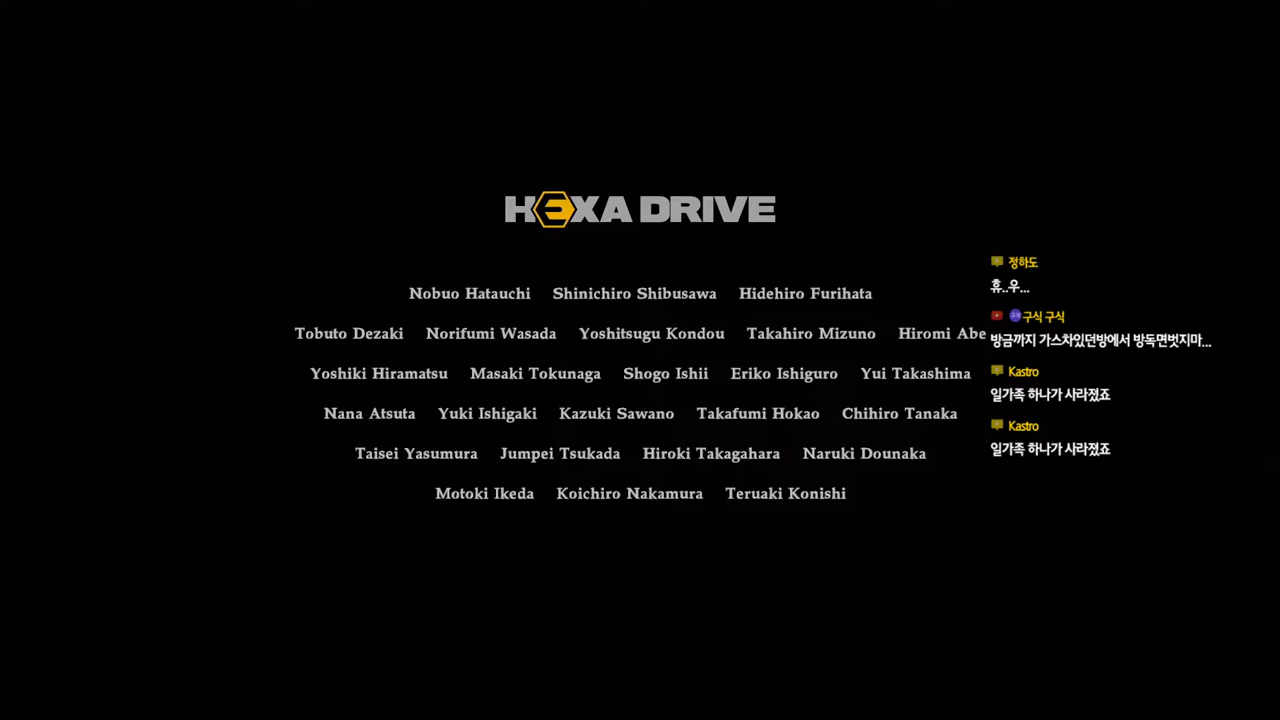 HEXA DRIVE
Nobuo Hatauchi Shinichiro Shibusawa Hidehiro Furihata
Tobuto Dezaki Norifumi Wasada Yoshitsugu Kondou Takahiro Mizuno Hiromi Abe
Yoshiki Hiramatsu Masaki Tokunaga Shogo Ishii Eriko Ishiguro Yui Takashima
Nana Atsuta Yuki Ishigaki Kazuki Sawano Takafumi Hokao Chihiro Tanaka
Taisei Yasumura Jumpei Tsukada Hiroki Takagahara Naruki Dounaka
Motoki Ikeda Koichiro Nakamura Teruaki Konishi
정하도
휴..우...
구식 구식
방금까지 가스차있던방에서 방독면벗지마...
Kastro
일가족 하나가 사라졌죠
Kastro
일가족 하나가 사라졌죠